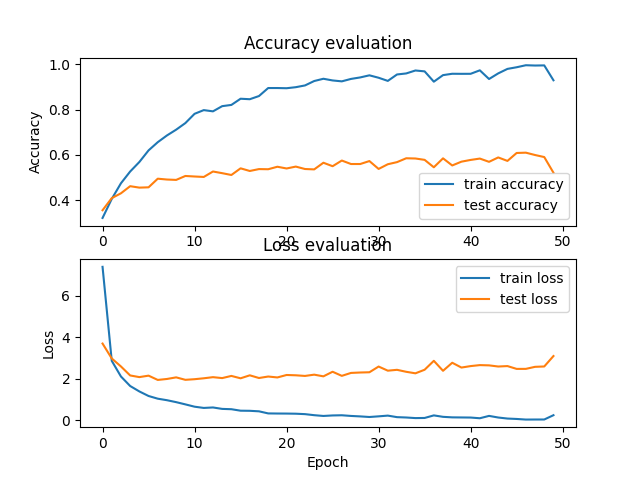 Accuracy evaluation
1.0
0.8
0.6
0.4
Accuracy
train accuracy
test accuracy
0 10 20 30 40 50
Loss evaluation
6
4
2
0
Loss
train loss
test loss
0 10 20 30 40 50
Epoch